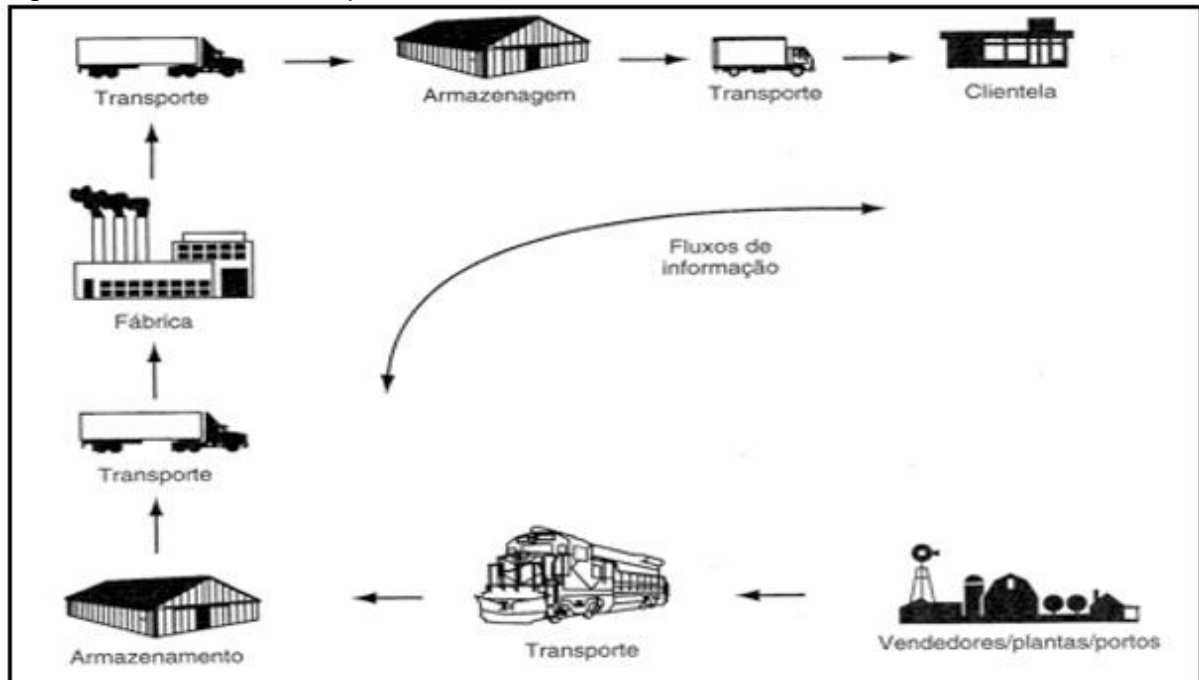 Transporte
Armazenagem
Transporte
Clientela
Fluxos de
informação
Fábrica
Transporte
Armazenamento
Transporte
Vendedores/plantas/portos